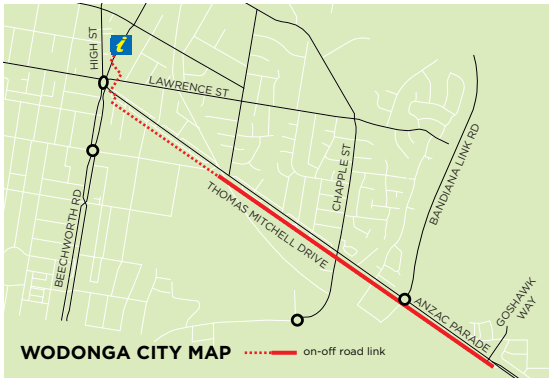 HIGH ST
i
LAWRENCE ST
CHAPPLE ST
BANDIANA LINK RD
BEECHWORTH RD
THOMAS MITCHELL DRIVE
ANZAC PARADE
GOSHAWK
WAY
WODONGA CITY MAP
on-off road link